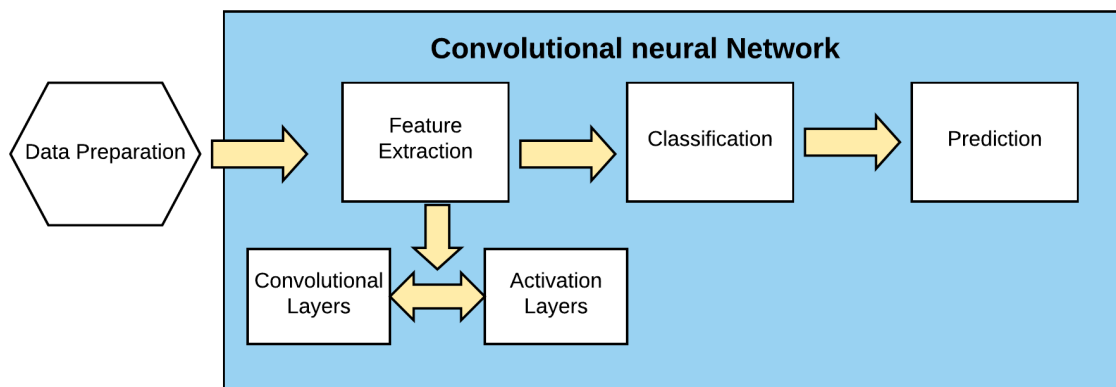 Convolutional neural Network
Data Preparation
Feature
Extraction
Classification
Prediction
Convolutional
Layers
Activation
Layers